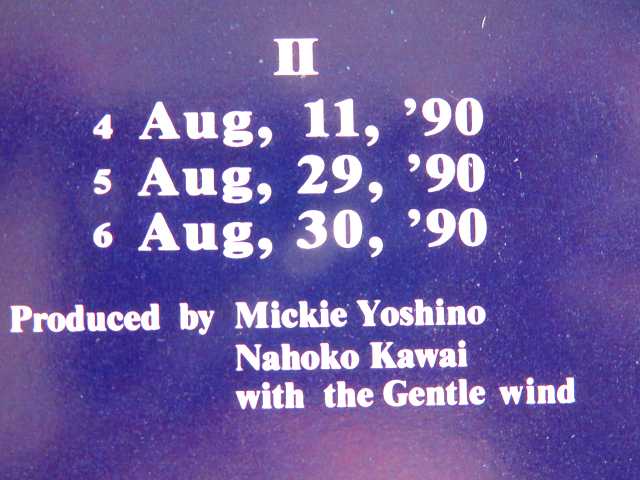 II
4 Aug, 11, ’90
5 Aug, 29, ’90
6 Aug, 30, ’90
Produced by Mickie Yoshino
Nahoko Kawai
with the Gentle wind